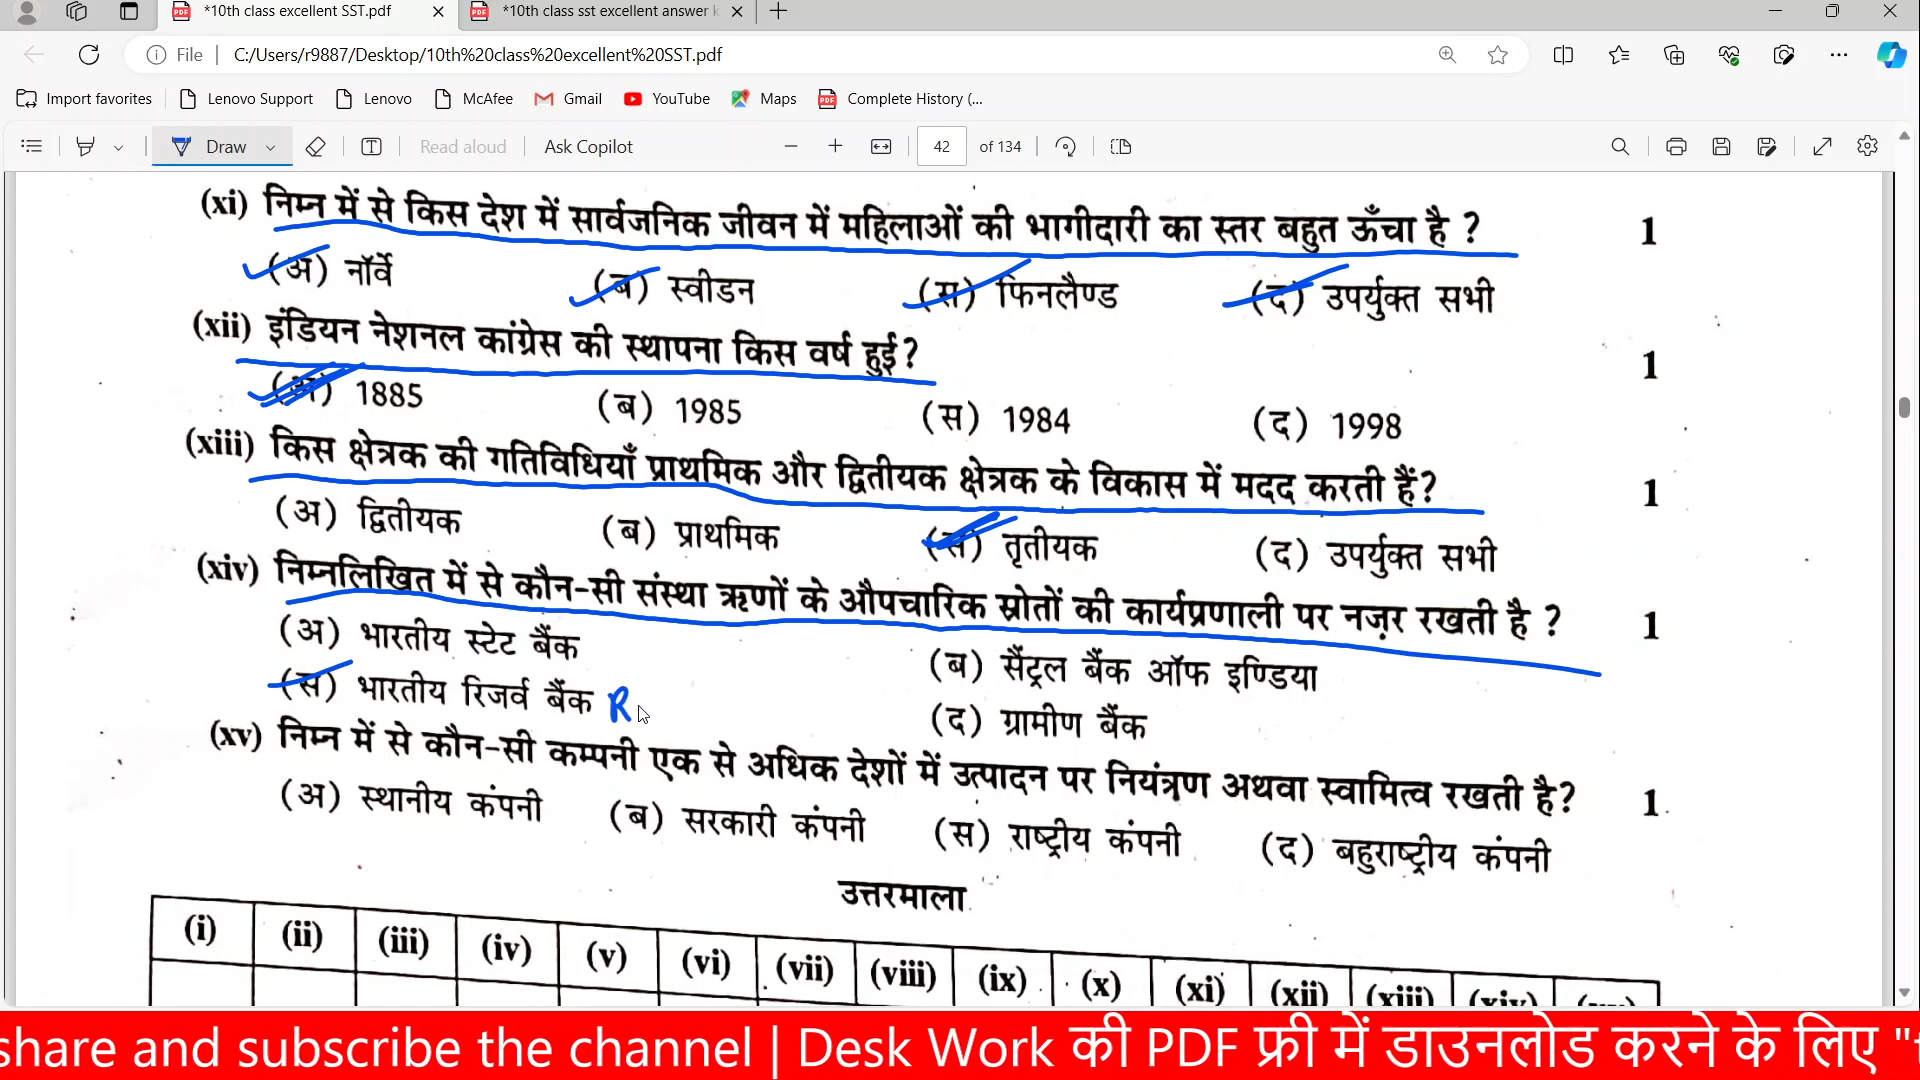 *10th class excellent SST.pdf
*10th class sst excellent answer k
File
C:/Users/r9887/Desktop/10th%20class%20excellent%20SST.pdf
Import favorites
Lenovo Support
Lenovo
McAfee
Gmail
YouTube
Maps
Complete History (...
Draw
Read aloud
Ask Copilot
42 of 134
(xi) निम्न में से किस देश में सार्वजनिक जीवन में महिलाओं की भागीदारी का स्तर बहुत ऊँचा है ? 1
(अ) नॉर्वे (ब) स्वीडन (स) फिनलैण्ड (द) उपर्युक्त सभी
(xii) इंडियन नेशनल कांग्रेस की स्थापना किस वर्ष हुई? 1
(अ) 1885 (ब) 1985 (स) 1984 (द) 1998
(xiii) किस क्षेत्रक की गतिविधियाँ प्राथमिक और द्वितीयक क्षेत्रक के विकास में मदद करती हैं? 1
(अ) द्वितीयक (ब) प्राथमिक (स) तृतीयक (द) उपर्युक्त सभी
(xiv) निम्नलिखित में से कौन-सी संस्था ऋणों के औपचारिक स्रोतों की कार्यप्रणाली पर नज़र रखती है ? 1
(अ) भारतीय स्टेट बैंक (ब) सैंट्रल बैंक ऑफ इण्डिया
(स) भारतीय रिजर्व बैंक R (द) ग्रामीण बैंक
(xv) निम्न में से कौन-सी कम्पनी एक से अधिक देशों में उत्पादन पर नियंत्रण अथवा स्वामित्व रखती है? 1
(अ) स्थानीय कंपनी (ब) सरकारी कंपनी (स) राष्ट्रीय कंपनी (द) बहुराष्ट्रीय कंपनी
उत्तरमाला
(i) (ii) (iii) (iv) (v) (vi) (vii) (viii) (ix) (x) (xi) (xii) (xiii) (xiv)
share and subscribe the channel | Desk Work की PDF फ्री में डाउनलोड करने के लिए "